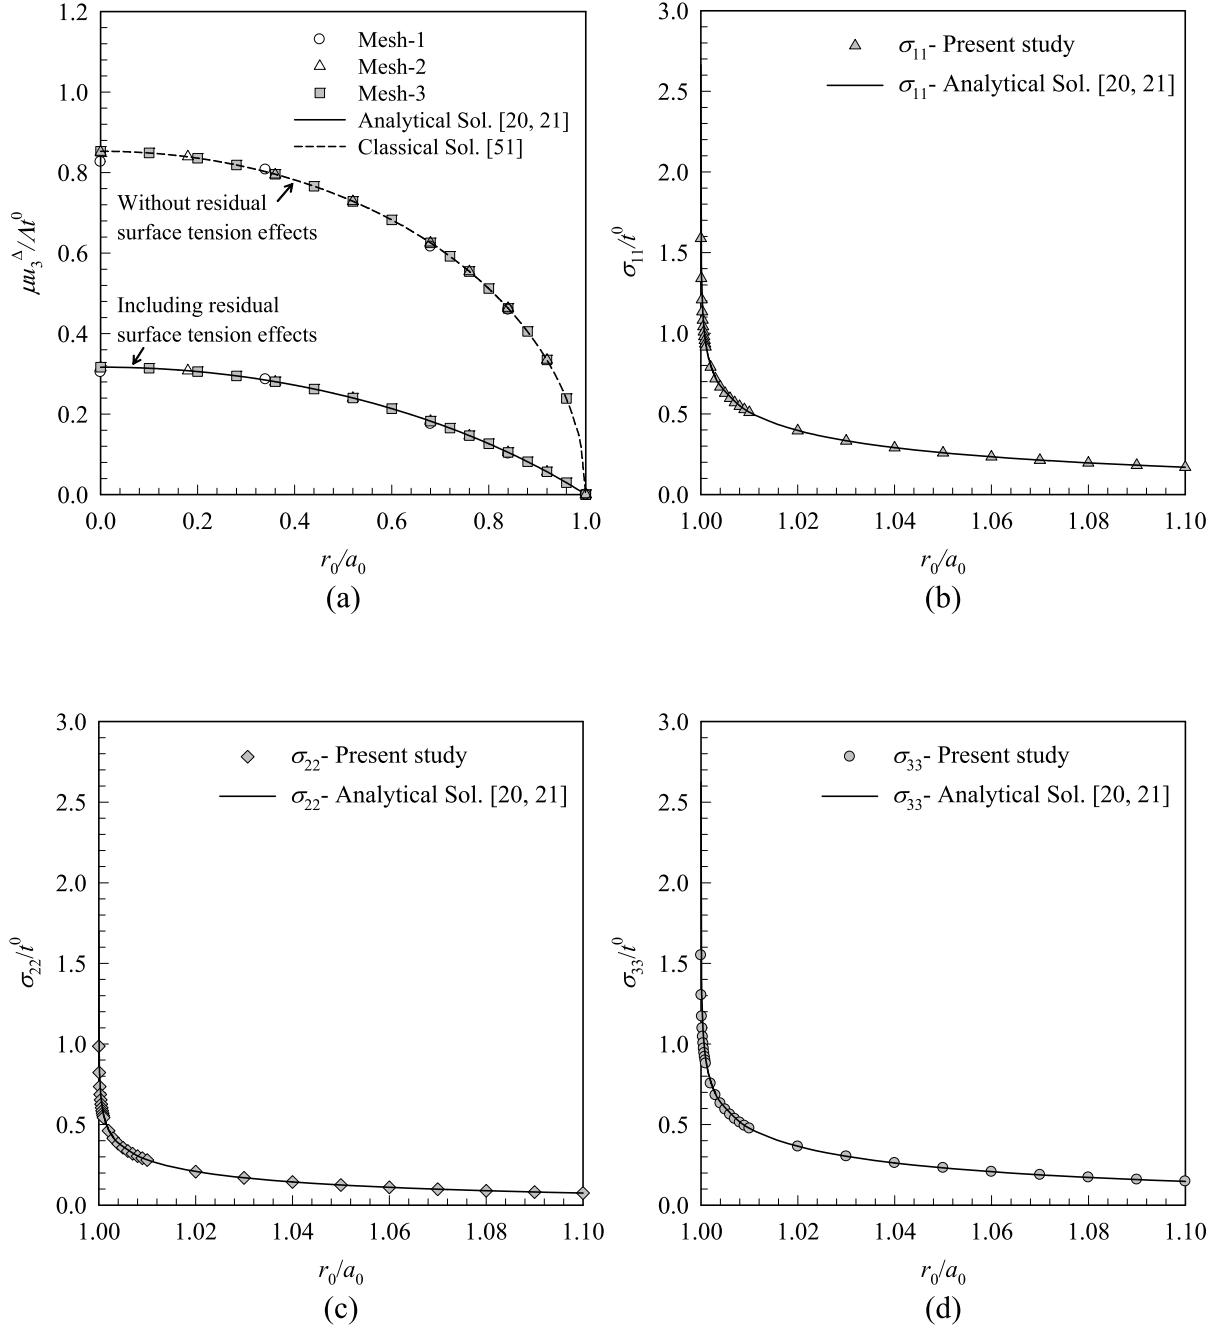 1.2
1.0
0.8
0.6
0.4
0.2
0.0
μu₃^Δ/Λt⁰
Mesh-1
Mesh-2
Mesh-3
Analytical Sol. [20, 21]
Classical Sol. [51]
Without residual
surface tension effects
Including residual
surface tension effects
0.0 0.2 0.4 0.6 0.8 1.0
r₀/a₀
(a)
3.0
2.5
2.0
1.5
1.0
0.5
0.0
σ₁₁/t⁰
σ₁₁- Present study
σ₁₁- Analytical Sol. [20, 21]
1.00 1.02 1.04 1.06 1.08 1.10
r₀/a₀
(b)
3.0
2.5
2.0
1.5
1.0
0.5
0.0
σ₂₂/t⁰
σ₂₂- Present study
σ₂₂- Analytical Sol. [20, 21]
1.00 1.02 1.04 1.06 1.08 1.10
r₀/a₀
(c)
3.0
2.5
2.0
1.5
1.0
0.5
0.0
σ₃₃/t⁰
σ₃₃- Present study
σ₃₃- Analytical Sol. [20, 21]
1.00 1.02 1.04 1.06 1.08 1.10
r₀/a₀
(d)